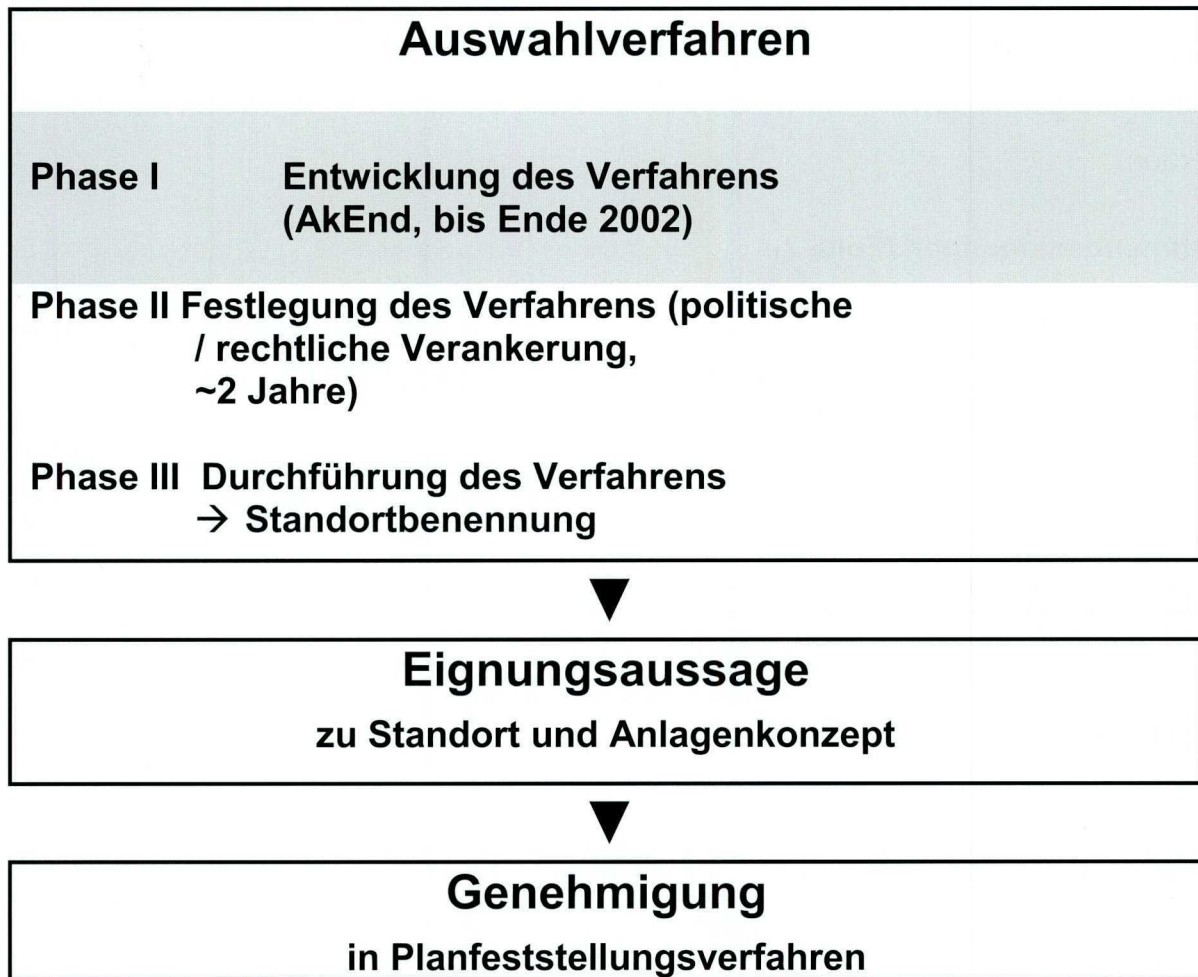 Auswahlverfahren
Phase I Entwicklung des Verfahrens
(AkEnd, bis Ende 2002)
Phase II Festlegung des Verfahrens (politische
/ rechtliche Verankerung,
~2 Jahre)
Phase III Durchführung des Verfahrens
→ Standortbenennung
Eignungsaussage
zu Standort und Anlagenkonzept
Genehmigung
in Planfeststellungsverfahren